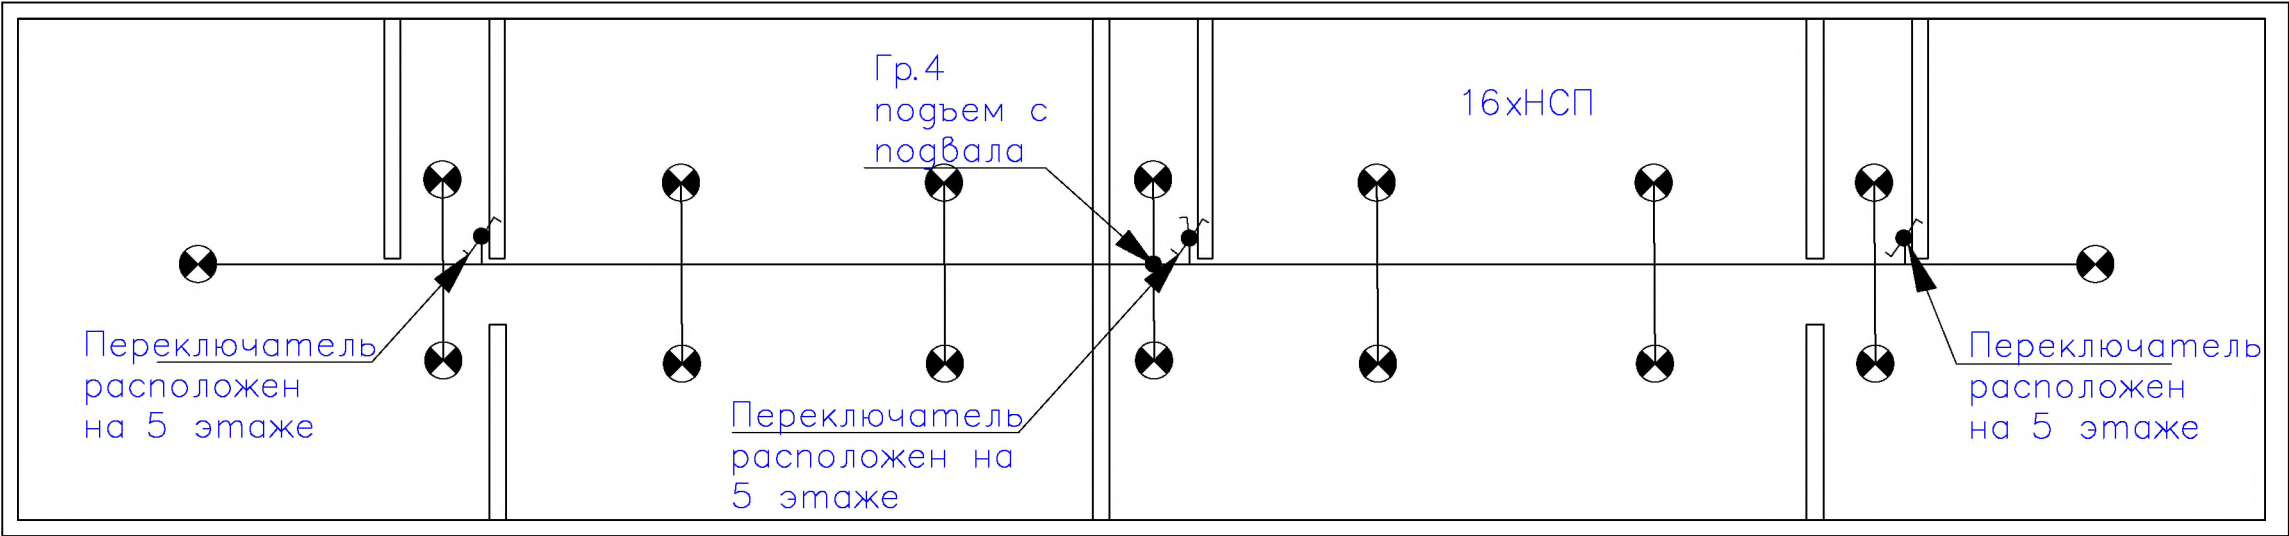 Гр.4
подъем с
подвала
16хНСП
Переключатель
расположен
на 5 этаже
Переключатель
расположен на
5 этаже
Переключатель
расположен
на 5 этаже